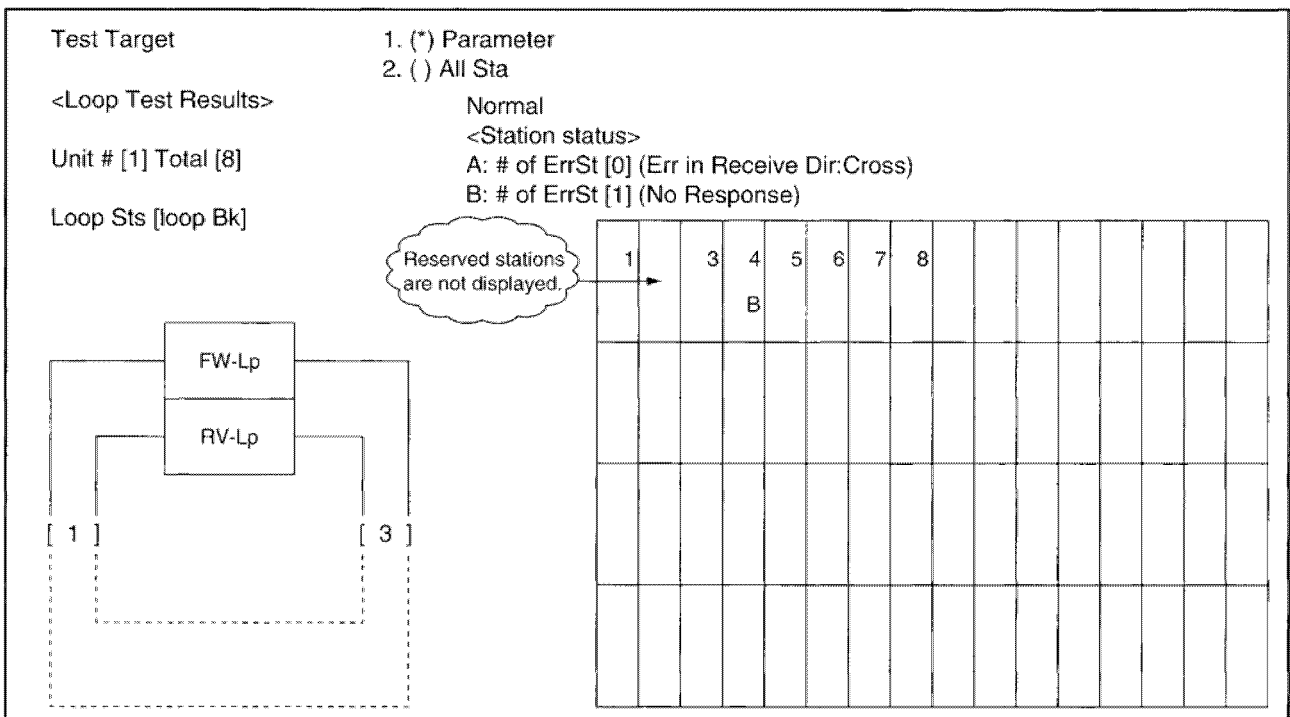 Test Target
1. (*) Parameter
2. ( ) All Sta
<Loop Test Results>
Normal
<Station status>
Unit # [1] Total [8]
A: # of ErrSt [0] (Err in Receive Dir:Cross)
B: # of ErrSt [1] (No Response)
Loop Sts [loop Bk]
Reserved stations
are not displayed.
1 3 4 5 6 7 8
B
FW-Lp
RV-Lp
[ 1 ] [ 3 ]